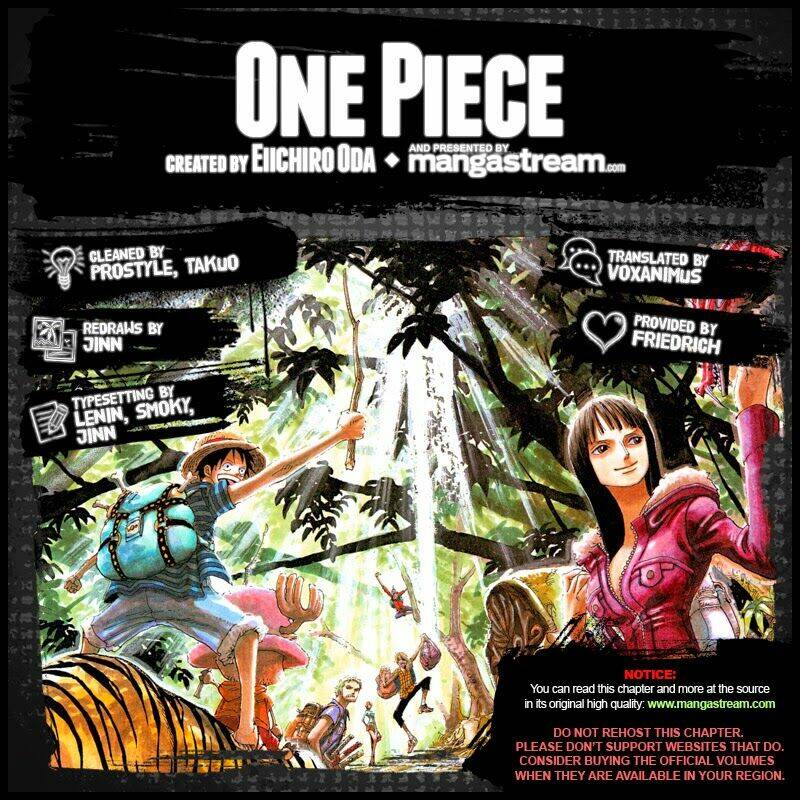 ONE PIECE
CREATED BY EIICHIRO ODA ◆ AND PRESENTED BY mangastream.com
CLEANED BY
PROSTYLE, TAKUO
REDRAWS BY
JINN
TYPESETTING BY
LENIN, SMOKY,
JINN
TRANSLATED BY
VOXANIMUS
PROVIDED BY
FRIEDRICH
NOTICE:
You can read this chapter and more at the source
in its original high quality: www.mangastream.com
DO NOT REHOST THIS CHAPTER.
PLEASE DON'T SUPPORT WEBSITES THAT DO.
CONSIDER BUYING THE OFFICIAL VOLUMES
WHEN THEY ARE AVAILABLE IN YOUR REGION.